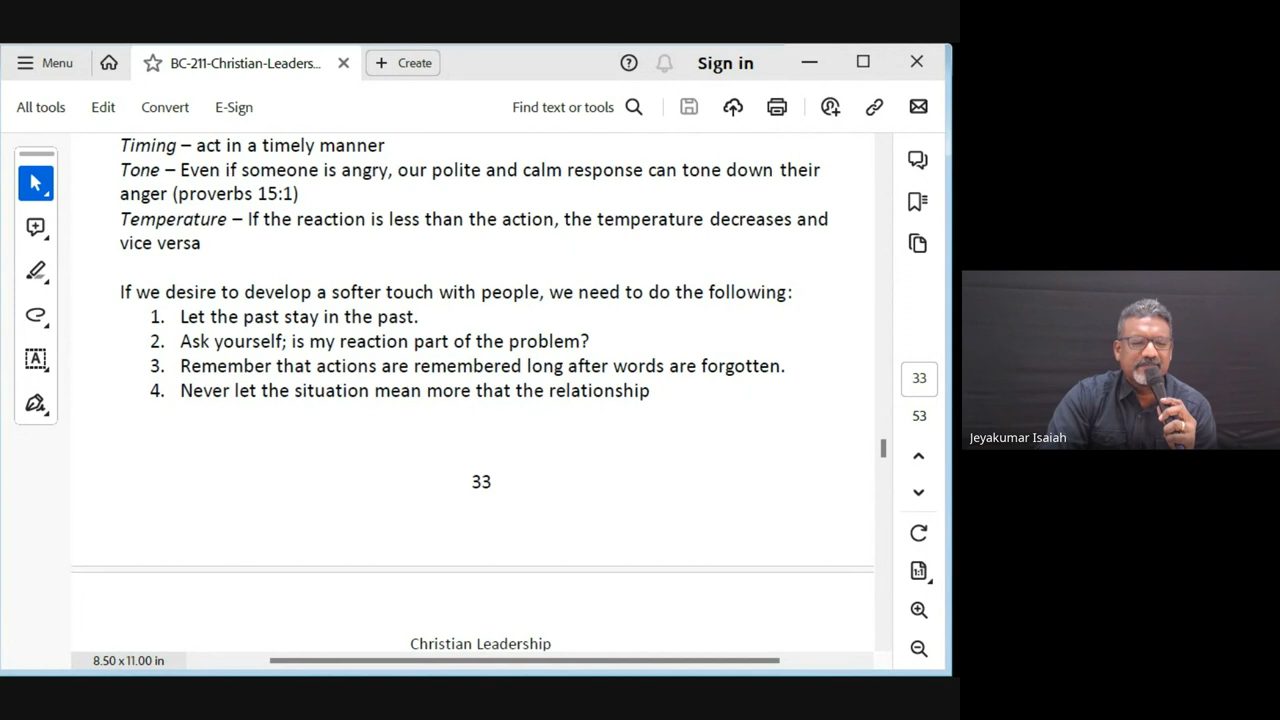 Menu
BC-211-Christian-Leaders...
Create
Sign in
All tools
Edit
Convert
E-Sign
Find text or tools
Timing – act in a timely manner
Tone – Even if someone is angry, our polite and calm response can tone down their
anger (proverbs 15:1)
Temperature – If the reaction is less than the action, the temperature decreases and
vice versa
If we desire to develop a softer touch with people, we need to do the following:
1. Let the past stay in the past.
2. Ask yourself; is my reaction part of the problem?
3. Remember that actions are remembered long after words are forgotten.
4. Never let the situation mean more that the relationship
33
Christian Leadership
8.50 x 11.00 in
33
53
1:1
Jeyakumar Isaiah